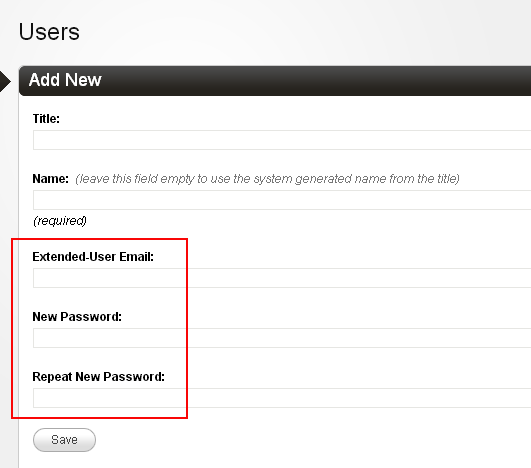 Users
Add New
Title:
Name: (leave this field empty to use the system generated name from the title)
(required)
Extended-User Email:
New Password:
Repeat New Password:
Save